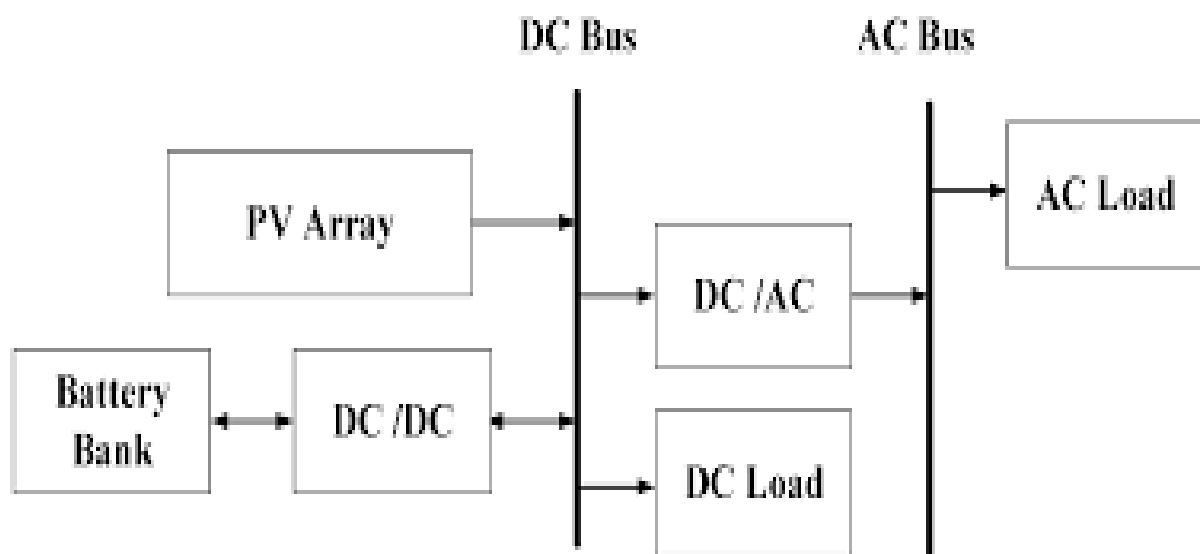 DC Bus
AC Bus
PV Array
AC Load
DC /AC
Battery
Bank
DC /DC
DC Load